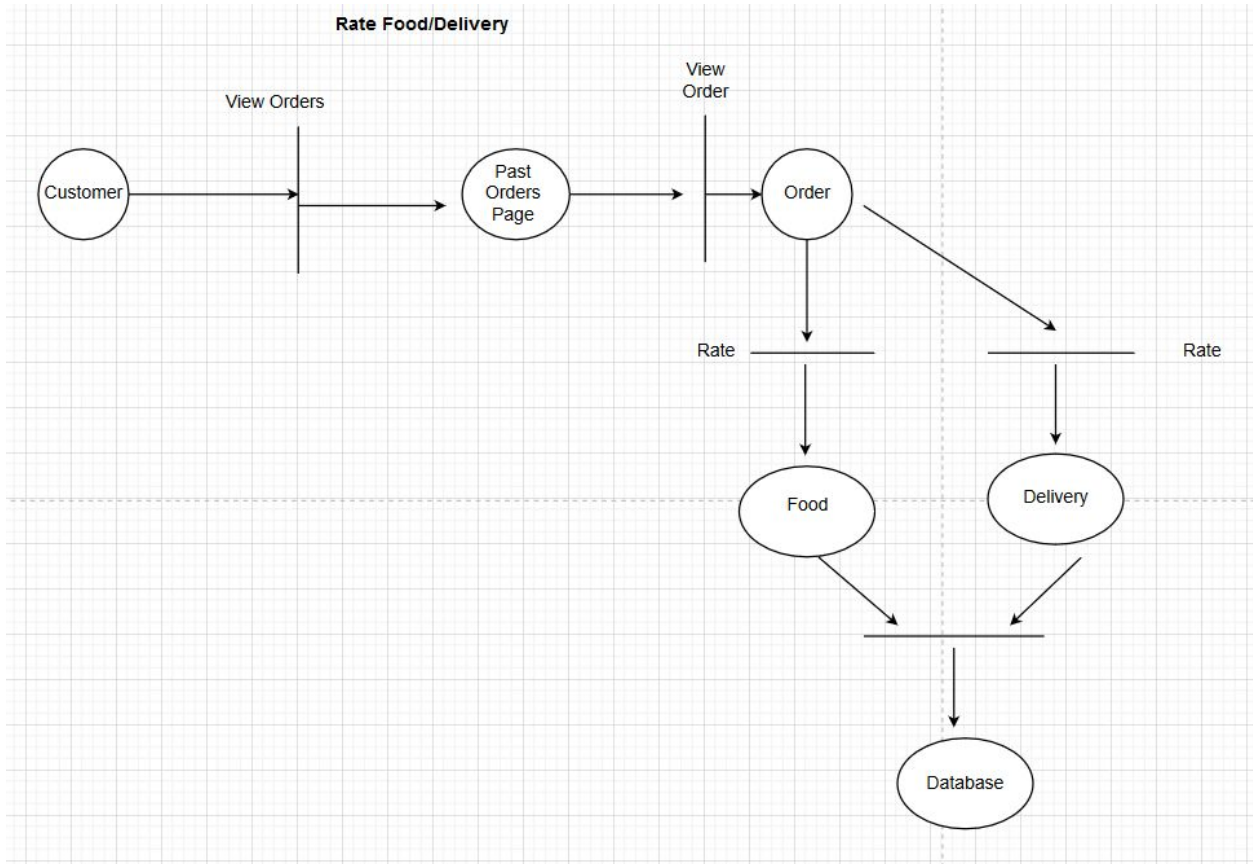 Rate Food/Delivery
View
Order
View Orders
Customer
Past
Orders
Page
Order
Rate
Rate
Food
Delivery
Database